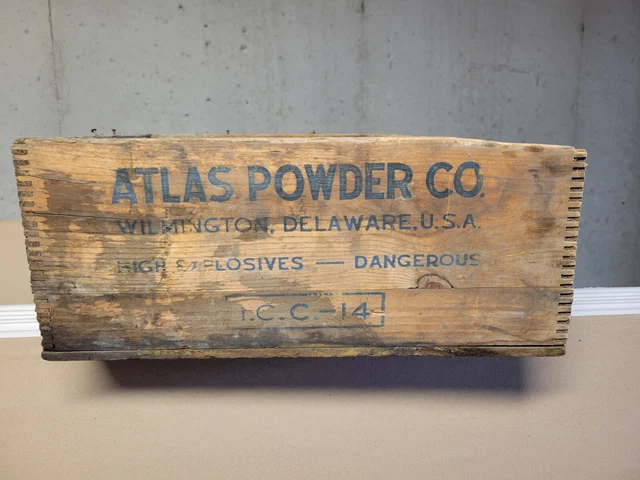 ATLAS POWDER CO.
WILMINGTON, DELAWARE, U.S.A.
HIGH EXPLOSIVES — DANGEROUS
I.C.C.-14